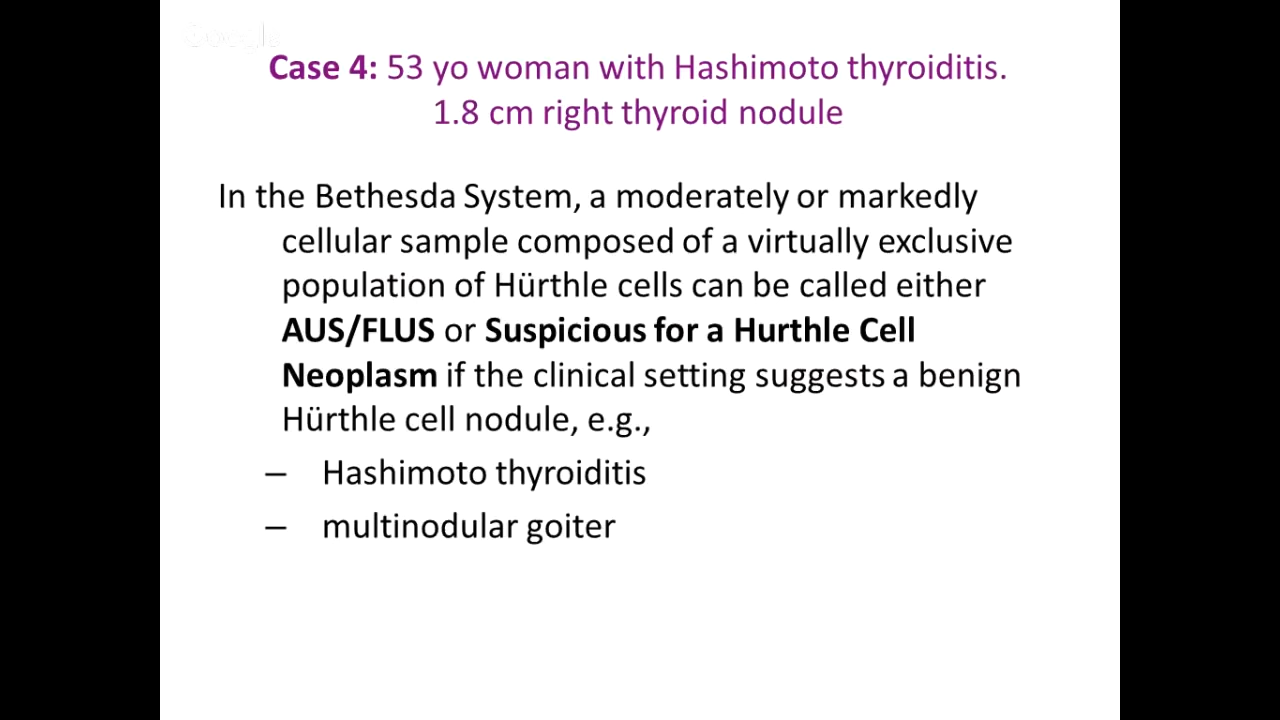 Google
Case 4: 53 yo woman with Hashimoto thyroiditis.
1.8 cm right thyroid nodule
In the Bethesda System, a moderately or markedly
cellular sample composed of a virtually exclusive
population of Hürthle cells can be called either
AUS/FLUS or Suspicious for a Hurthle Cell
Neoplasm if the clinical setting suggests a benign
Hürthle cell nodule, e.g.,
– Hashimoto thyroiditis
– multinodular goiter